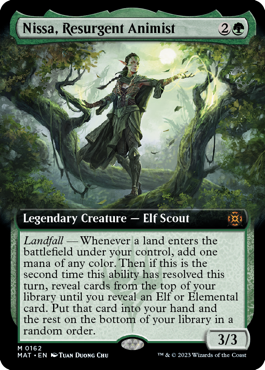 Nissa, Resurgent Animist 2
Legendary Creature — Elf Scout
Landfall — Whenever a land enters the
battlefield under your control, add one
mana of any color. Then if this is the
second time this ability has resolved this
turn, reveal cards from the top of your
library until you reveal an Elf or Elemental
card. Put that card into your hand and
the rest on the bottom of your library in a
random order.
3/3
M 0162
MAT • EN Tuan Duong Chu
™ & © 2023 Wizards of the Coast